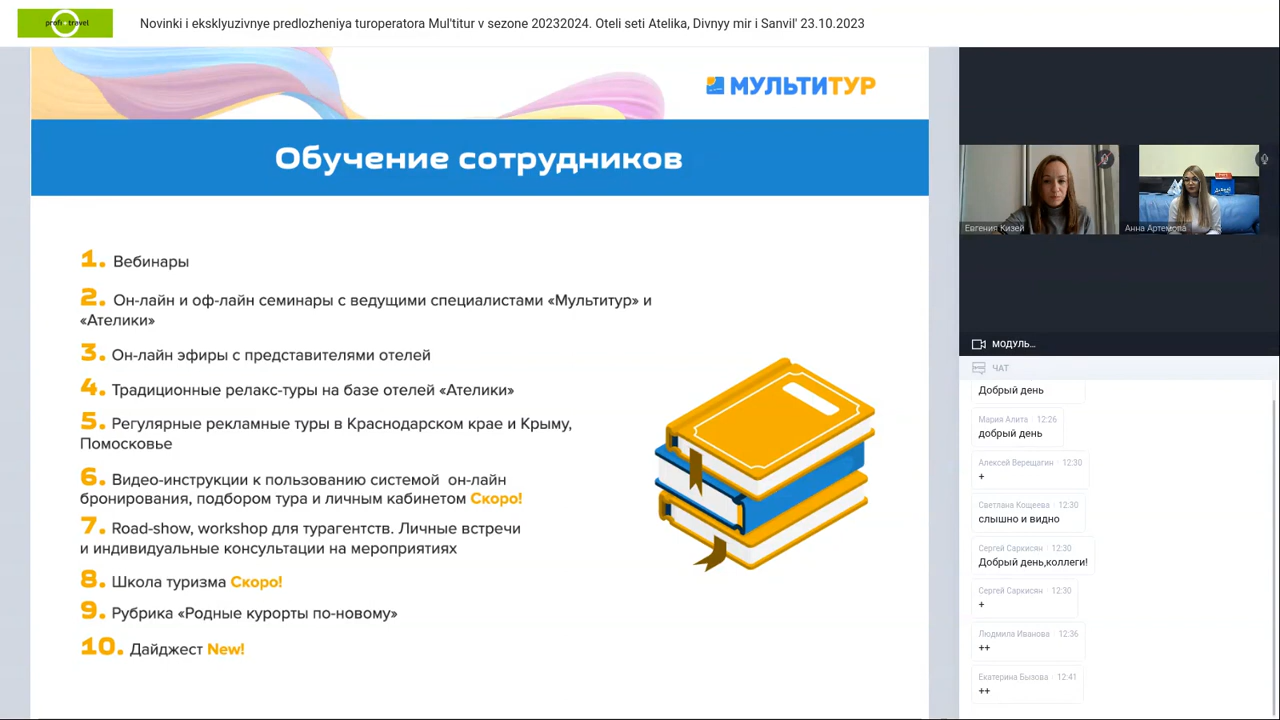 profi travel
Novinki i eksklyuzivnye predlozheniya turoperatora Mul'titur v sezone 20232024. Oteli seti Atelika, Divnyy mir i Sanvil' 23.10.2023
МУЛЬТИТУР
Обучение сотрудников
1. Вебинары
2. Он-лайн и оф-лайн семинары с ведущими специалистами «Мультитур» и
«Ателики»
3. Он-лайн эфиры с представителями отелей
4. Традиционные релакс-туры на базе отелей «Ателики»
5. Регулярные рекламные туры в Краснодарском крае и Крыму,
Помосковье
6. Видео-инструкции к пользованию системой он-лайн
бронирования, подбором тура и личным кабинетом Скоро!
7. Road-show, workshop для турагентств. Личные встречи
и индивидуальные консультации на мероприятиях
8. Школа туризма Скоро!
9. Рубрика «Родные курорты по-новому»
10. Дайджест New!
Евгения Кизей
Анна Артемова
МОДУЛЬ...
ЧАТ
Добрый день
Мария Алита 12:26
добрый день
Алексей Верещагин 12:30
+
Светлана Кощеева 12:30
слышно и видно
Сергей Саркисян 12:30
Добрый день,коллеги!
Сергей Саркисян 12:30
+
Людмила Иванова 12:36
++
Екатерина Бызова 12:41
++